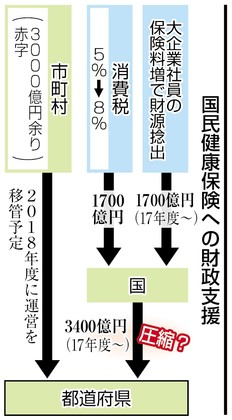 国民健康保険への財政支援
大企業社員の
保険料増で財源捻出
消費税
5%➡8%
市町村
(3000億円余り
赤字)
1700億円
(17年度〜)
1700
億円
2018年度に運営を
移管予定
国
3400億円
(17年度〜)
圧縮?
都道府県